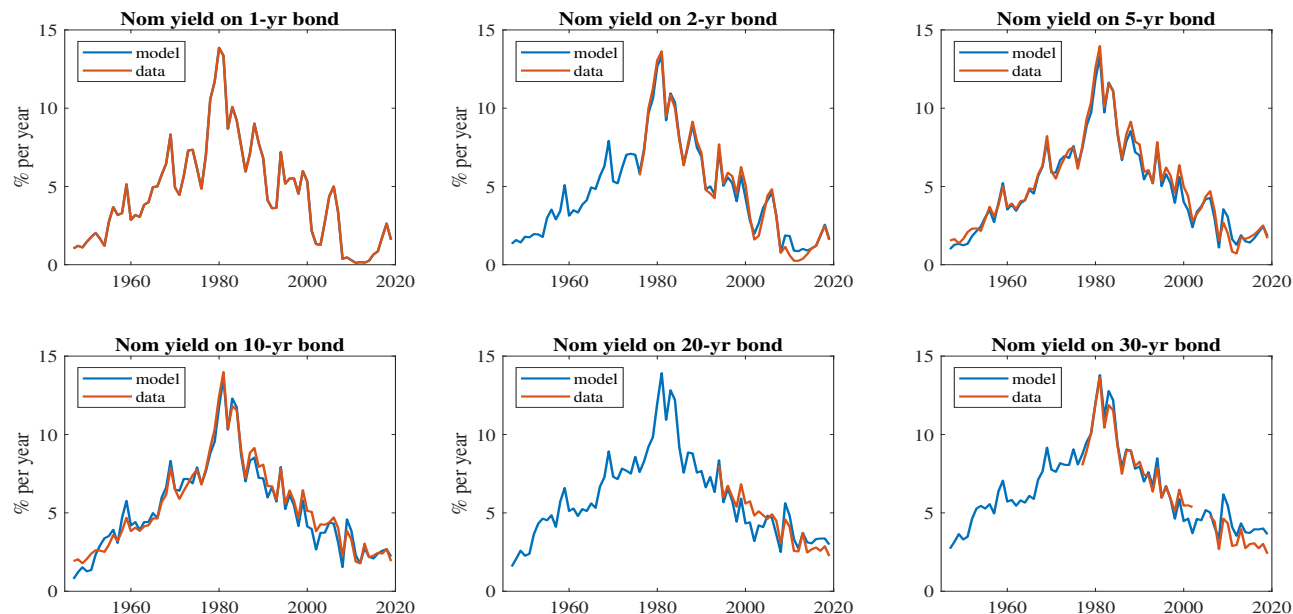 Nom yield on 1-yr bond
15
10
5
0
% per year
model
data
1960
1980
2000
2020
Nom yield on 2-yr bond
15
10
5
0
% per year
model
data
1960
1980
2000
2020
Nom yield on 5-yr bond
15
10
5
0
% per year
model
data
1960
1980
2000
2020
Nom yield on 10-yr bond
15
10
5
0
% per year
model
data
1960
1980
2000
2020
Nom yield on 20-yr bond
15
10
5
0
% per year
model
data
1960
1980
2000
2020
Nom yield on 30-yr bond
15
10
5
0
% per year
model
data
1960
1980
2000
2020